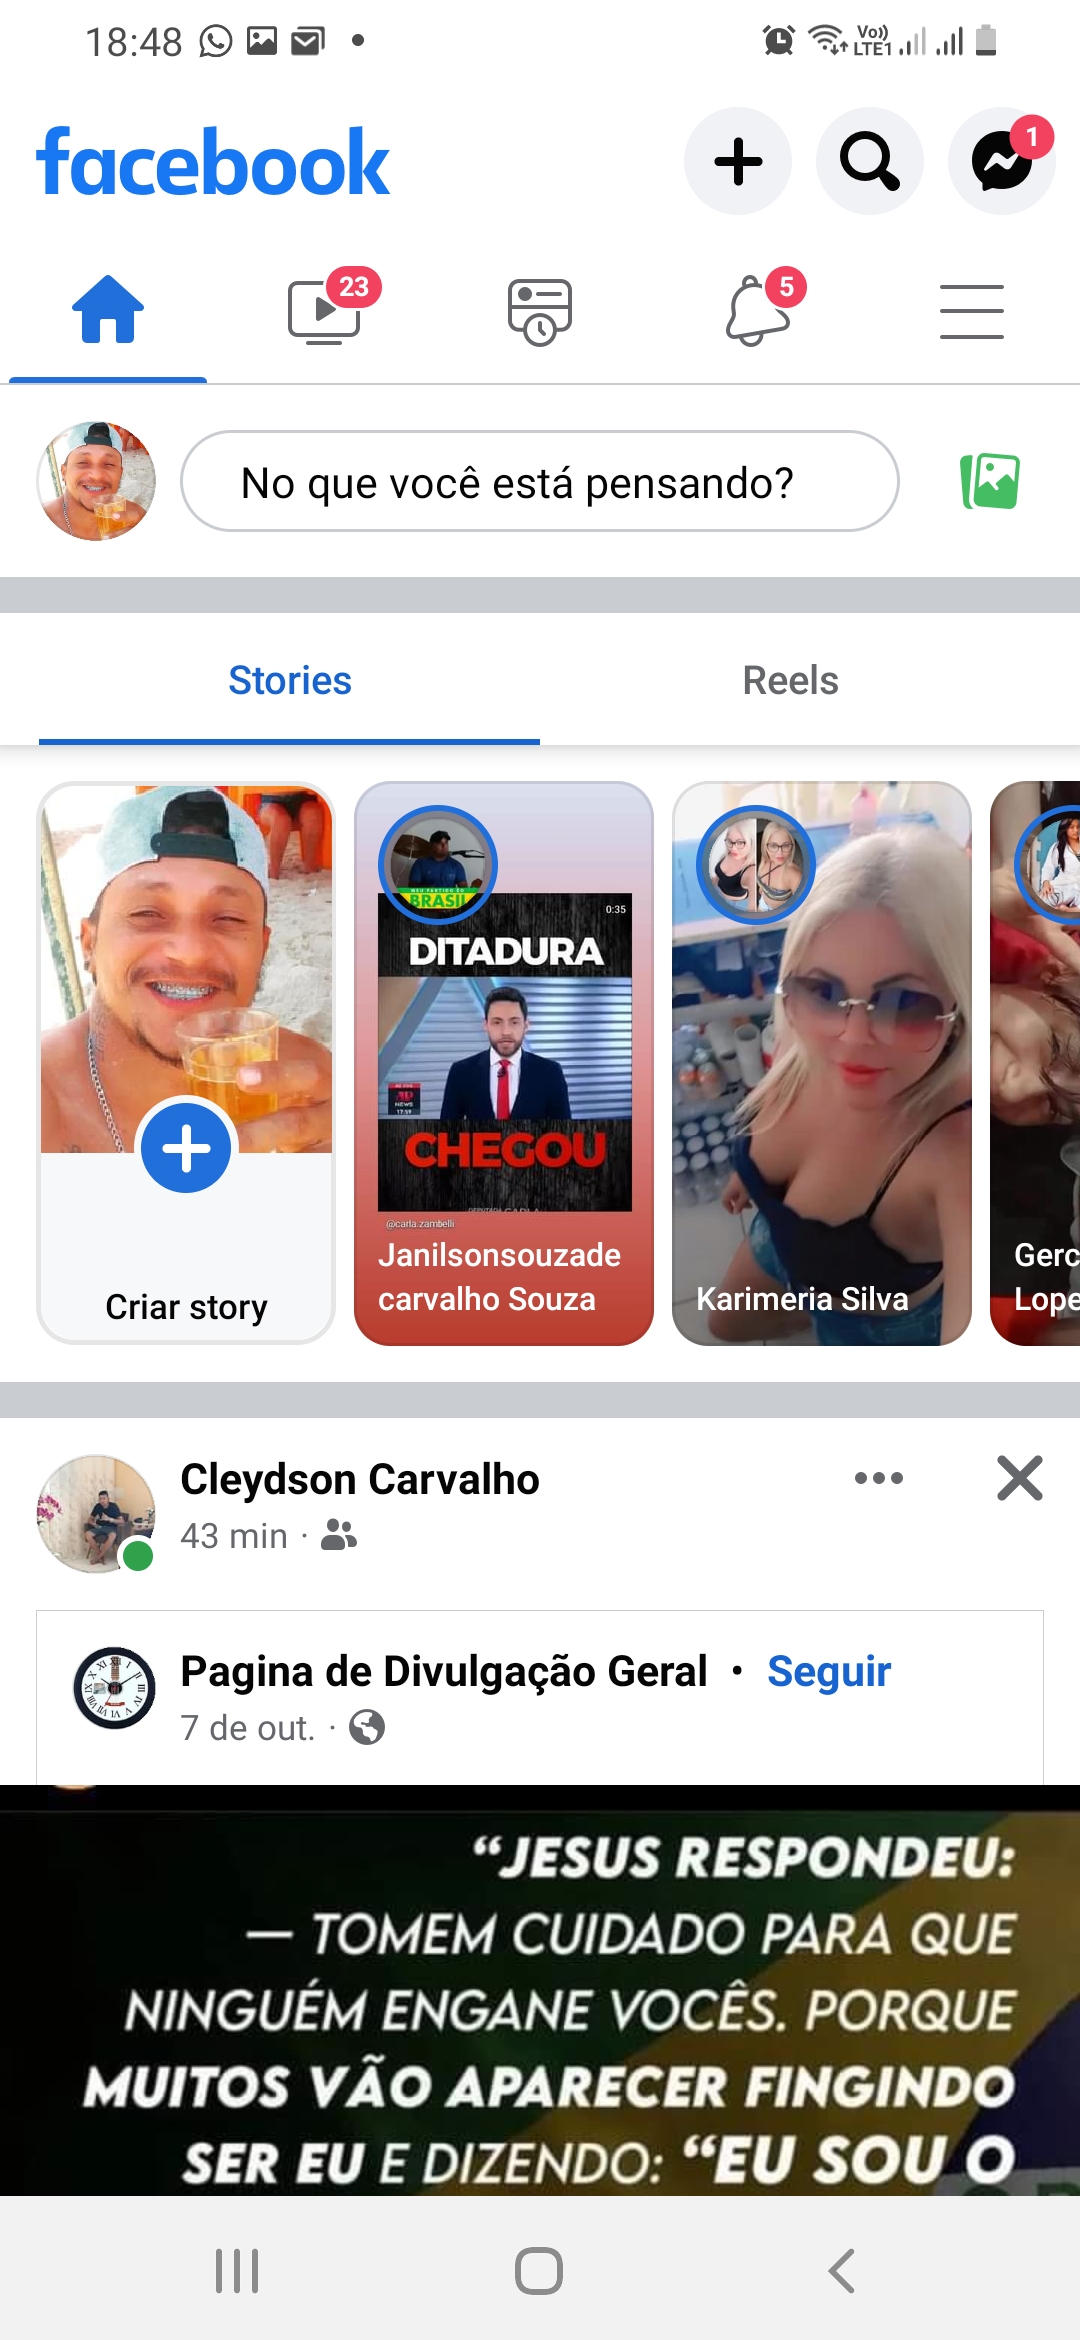 18:48
Vo))
LTE1
facebook
1
23
5
No que você está pensando?
Stories
Reels
BRASIL
0:35
DITADURA
NEWS
17:19
CHEGOU
@carla.zambelli
Janilsonsouzade
carvalho Souza
Karimeria Silva
Gerc
Lope
Criar story
Cleydson Carvalho
43 min ·
Pagina de Divulgação Geral • Seguir
7 de out. ·
“JESUS RESPONDEU:
— TOMEM CUIDADO PARA QUE
NINGUÉM ENGANE VOCÊS. PORQUE
MUITOS VÃO APARECER FINGINDO
SER EU E DIZENDO: “EU SOU O